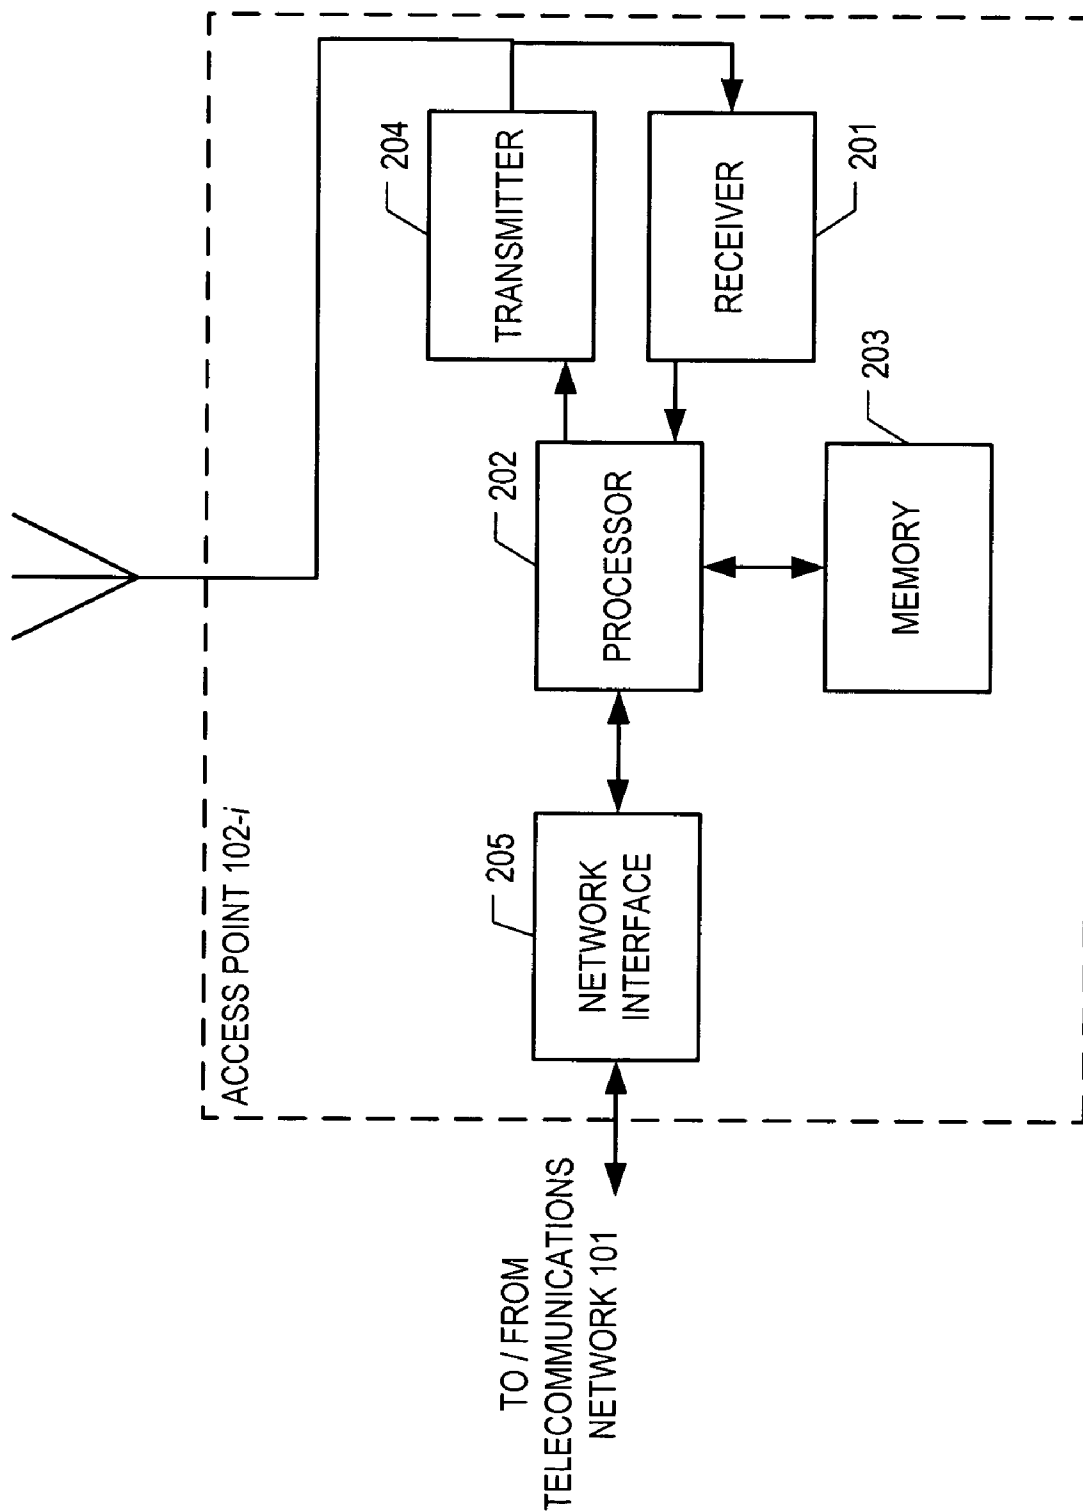 ACCESS POINT 102-i
TO / FROM
TELECOMMUNICATIONS
NETWORK 101
205
NETWORK
INTERFACE
202
PROCESSOR
204
TRANSMITTER
201
RECEIVER
203
MEMORY